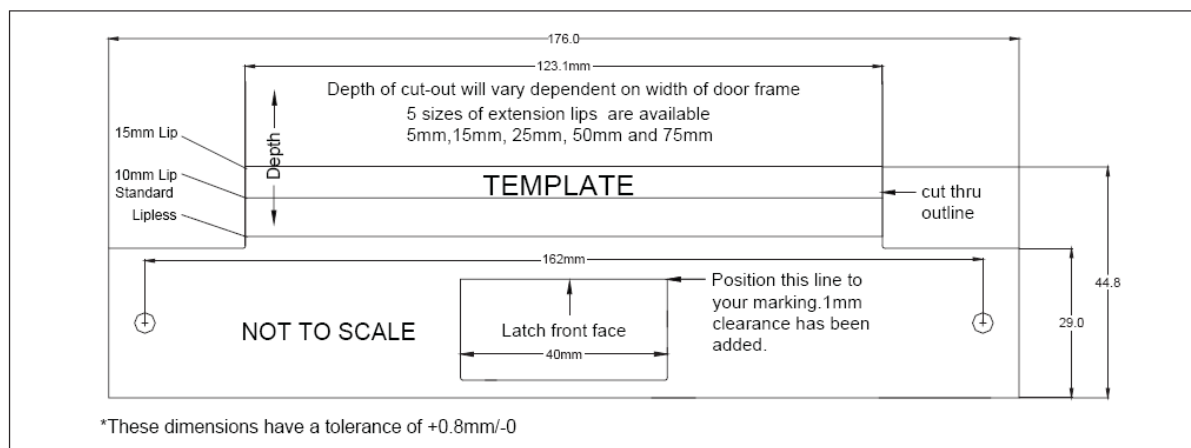 176.0
123.1mm
Depth of cut-out will vary dependent on width of door frame
5 sizes of extension lips are available
5mm,15mm, 25mm, 50mm and 75mm
15mm Lip
Depth
10mm Lip
Standard
TEMPLATE
cut thru
outline
Lipless
162mm
Position this line to
your marking.1mm
clearance has been
added.
44.8
29.0
NOT TO SCALE
Latch front face
40mm
*These dimensions have a tolerance of +0.8mm/-0